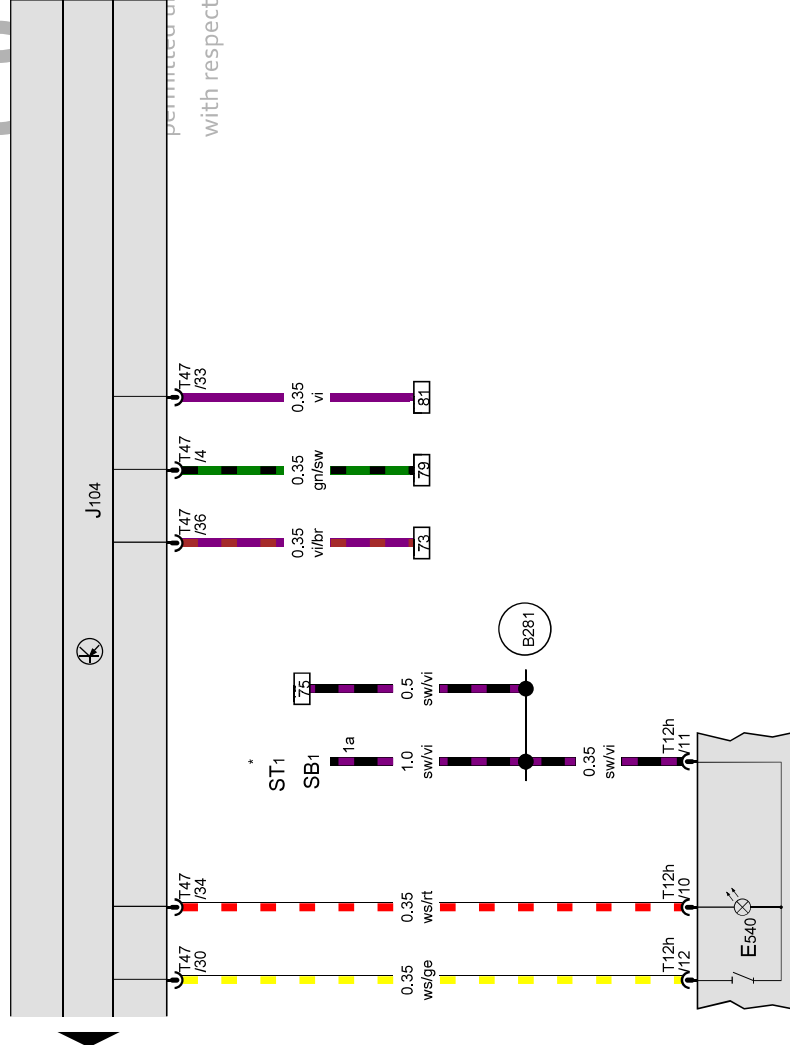 permitted
with respect
J104
T47
/33
0.35
vi
81
T47
/4
0.35
gn/sw
79
T47
/36
0.35
vi/br
73
B281
75
0.5
sw/vi
*
ST1
SB1
1a
1.0
sw/vi
0.35
sw/vi
T12h
/11
T47
/34
0.35
ws/rt
T12h
/10
T47
/30
0.35
ws/ge
T12h
/12
E540